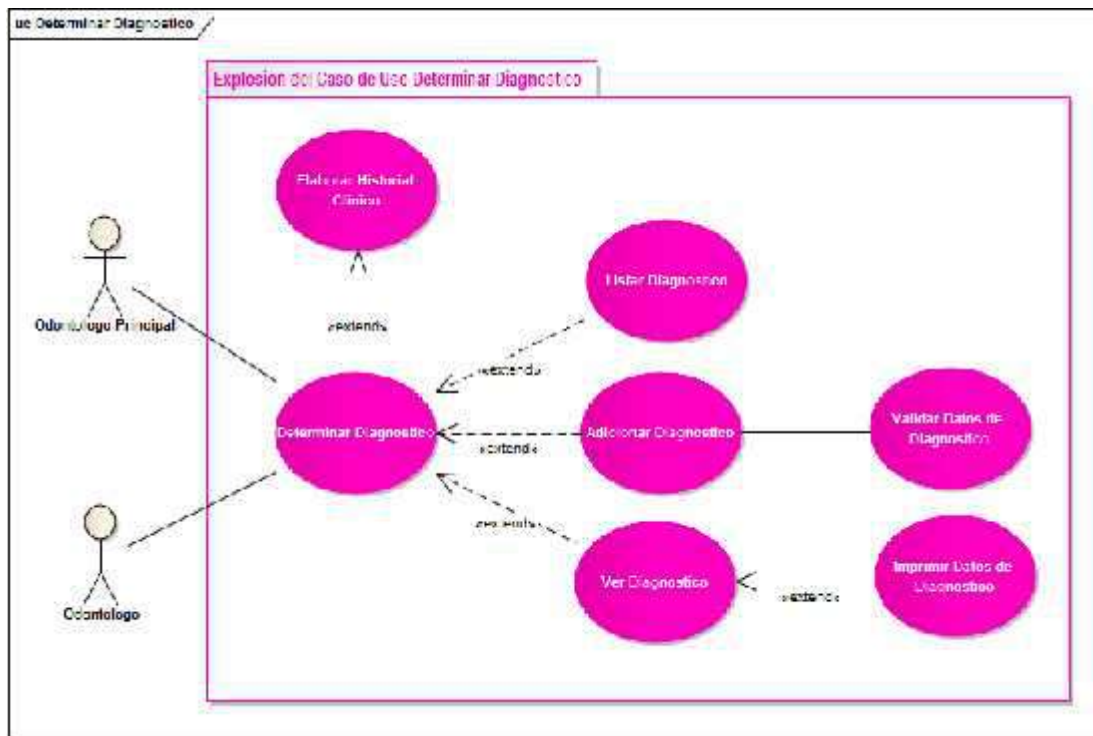 uc Determinar Diagnostico
Explosion del Caso de Uso Determinar Diagnostico
Elaborar Historial
Clinico
Listar Diagnostico
Odontologo Principal
«extend»
«extend»
Determinar Diagnostico
Adicionar Diagnostico
Validar Datos de
Diagnostico
«extend»
«extend»
Ver Diagnostico
Imprimir Datos de
Diagnostico
«extend»
Odontologo